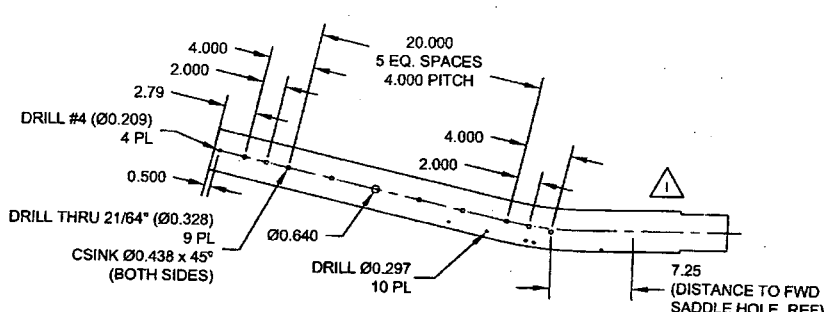 20.000
5 EQ. SPACES
4.000 PITCH
4.000
2.000
2.79
DRILL #4 (Ø0.209)
4 PL
0.500
4.000
2.000
1
DRILL THRU 21/64" (Ø0.328)
9 PL
CSINK Ø0.438 x 45°
(BOTH SIDES)
Ø0.640
DRILL Ø0.297
10 PL
7.25
(DISTANCE TO FWD
SADDLE HOLE, REF)